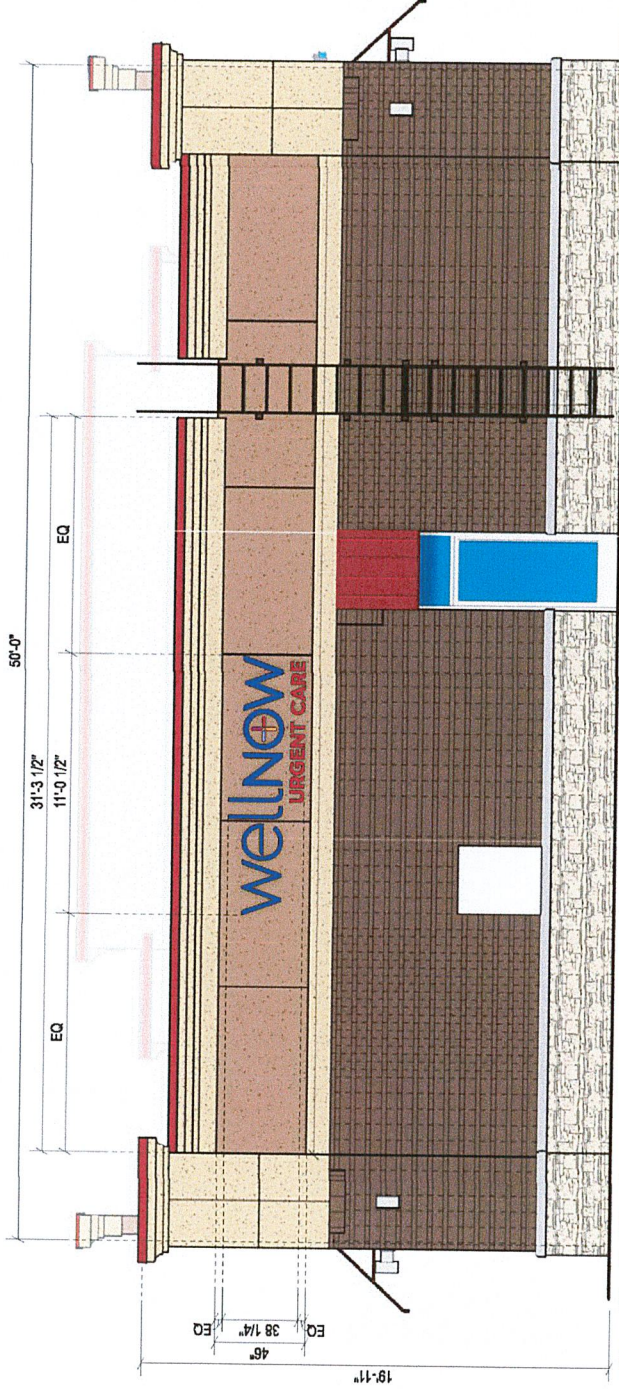 50'-0"
31'-3 1/2"
11'-0 1/2"
EQ
EQ
wellnow
URGENT CARE
EQ
38 1/4"
EQ
46"
19'-11"